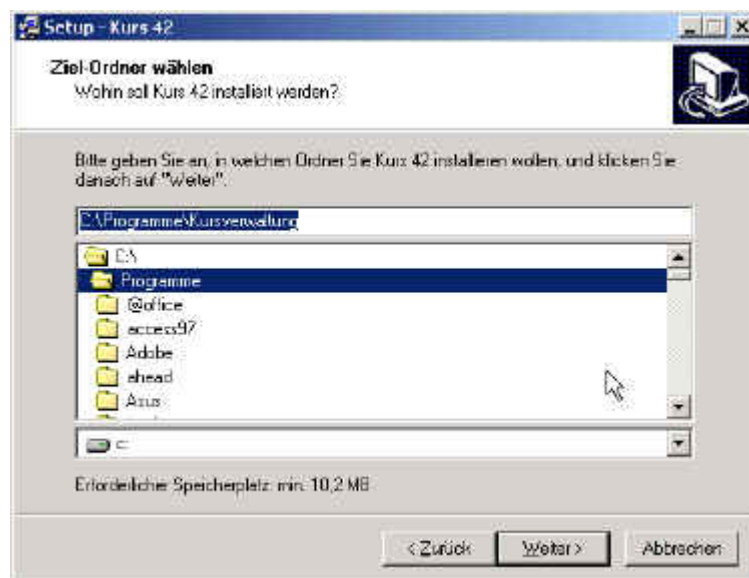 Setup - Kurs 42
Ziel-Ordner wählen
Wohin soll Kurs 42 installiert werden?
Bitte geben Sie an, in welchen Ordner Sie Kurs 42 installieren wollen, und klicken Sie
danach auf "Weiter".
C:\Programme\Kursverwaltung
C:\
Programme
@office
access97
Adobe
ahead
Asus
c:
Erforderlicher Speicherplatz: min. 10,2 MB
< Zurück
Weiter >
Abbrechen